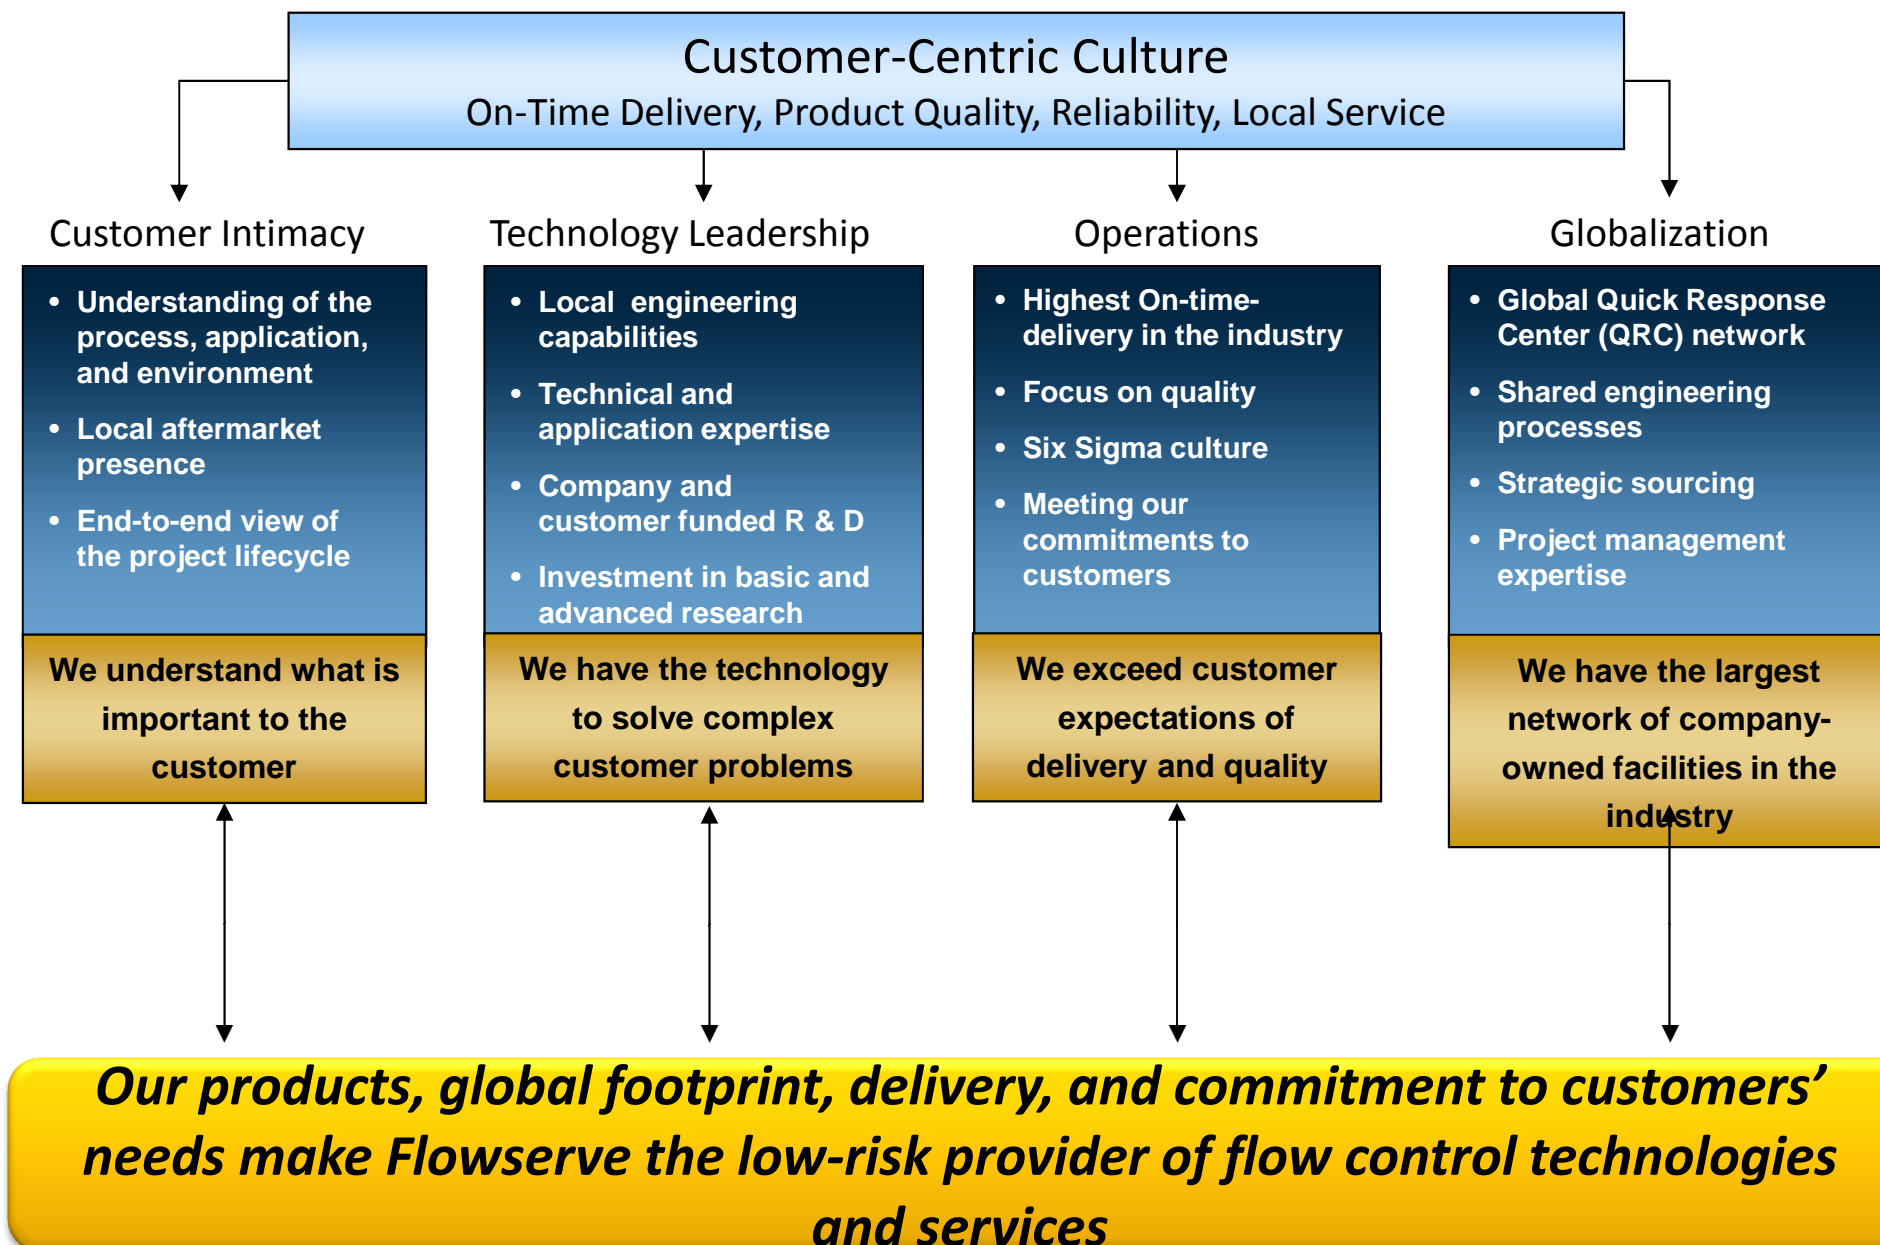 Customer-Centric Culture
On-Time Delivery, Product Quality, Reliability, Local Service
Customer Intimacy
• Understanding of the
process, application,
and environment
• Local aftermarket
presence
• End-to-end view of
the project lifecycle
We understand what is
important to the
customer
Technology Leadership
• Local engineering
capabilities
• Technical and
application expertise
• Company and
customer funded R & D
• Investment in basic and
advanced research
We have the technology
to solve complex
customer problems
Operations
• Highest On-time-
delivery in the industry
• Focus on quality
• Six Sigma culture
• Meeting our
commitments to
customers
We exceed customer
expectations of
delivery and quality
Globalization
• Global Quick Response
Center (QRC) network
• Shared engineering
processes
• Strategic sourcing
• Project management
expertise
We have the largest
network of company-
owned facilities in the
industry
Our products, global footprint, delivery, and commitment to customers’
needs make Flowserve the low-risk provider of flow control technologies
and services